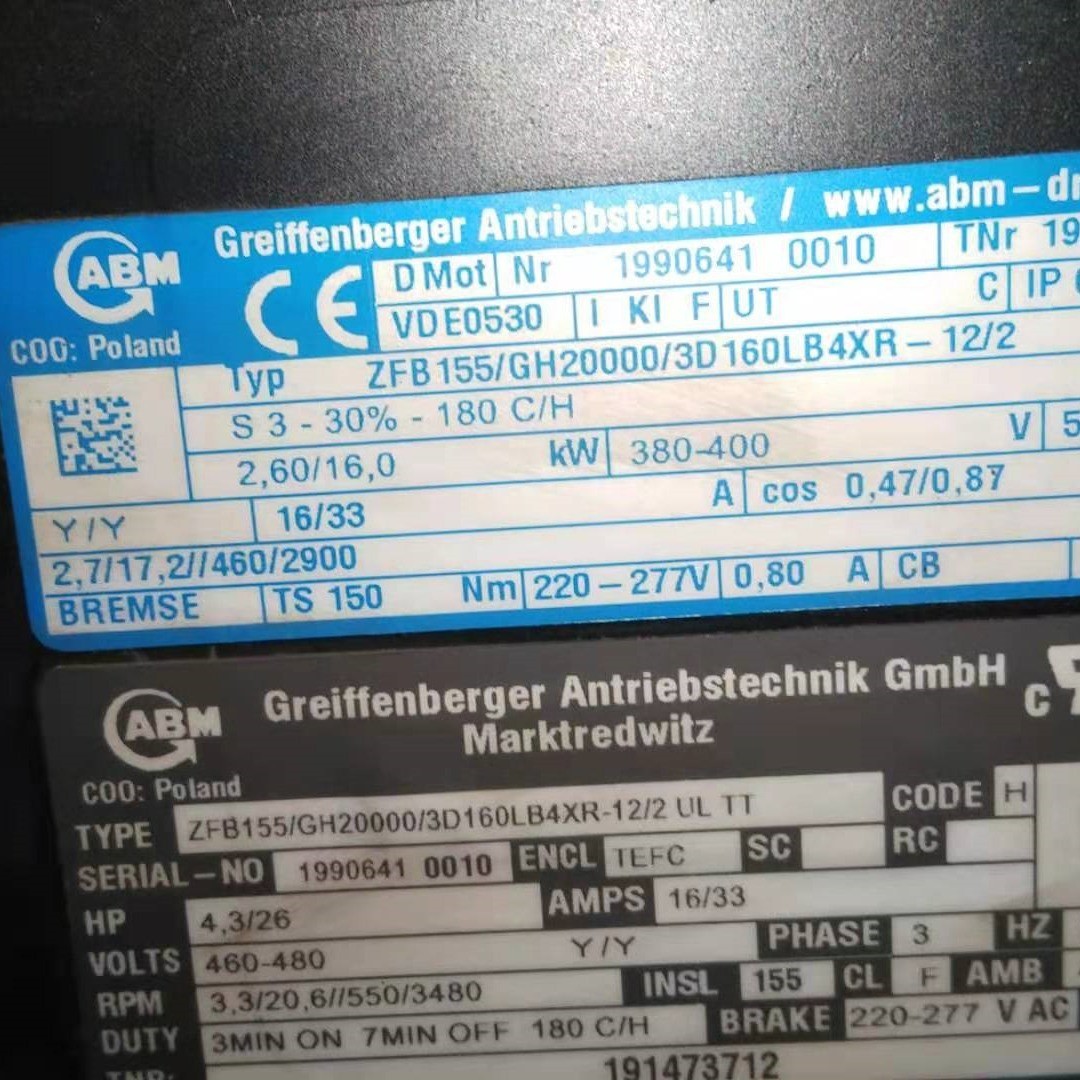 ABM Greiffenberger Antriebstechnik / www.abm-dr
CE D Mot Nr 1990641 0010 TNr 19
COO: Poland VDE0530 I KI F UT C IP
Typ ZFB155/GH20000/3D160LB4XR-12/2
S 3 - 30% - 180 C/H
2,60/16,0 kW 380-400 V 5
Y/Y 16/33 A cos 0,47/0,87
2,7/17,2//460/2900
BREMSE TS 150 Nm 220-277V 0,80 A CB
ABM Greiffenberger Antriebstechnik GmbH
Marktredwitz
COO: Poland
TYPE ZFB155/GH20000/3D160LB4XR-12/2 UL TT CODE H
SERIAL-NO 1990641 0010 ENCL TEFC SC RC
HP 4,3/26 AMPS 16/33
VOLTS 460-480 Y/Y PHASE 3 HZ
RPM 3,3/20,6//550/3480 INSL 155 CL F AMB
DUTY 3MIN ON 7MIN OFF 180 C/H BRAKE 220-277 V AC
TNR: 191473712